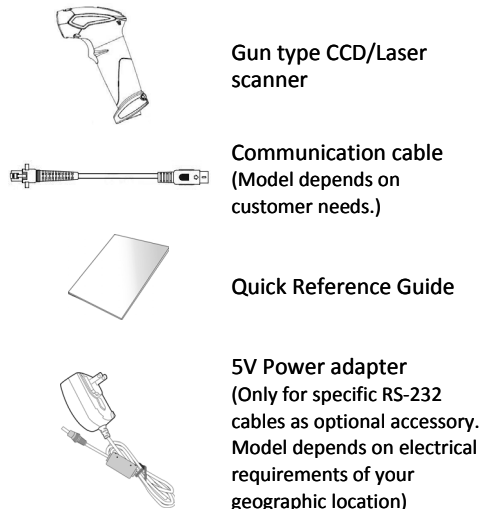 Gun type CCD/Laser
scanner
Communication cable
(Model depends on
customer needs.)
Quick Reference Guide
5V Power adapter
(Only for specific RS-232
cables as optional accessory.
Model depends on electrical
requirements of your
geographic location)